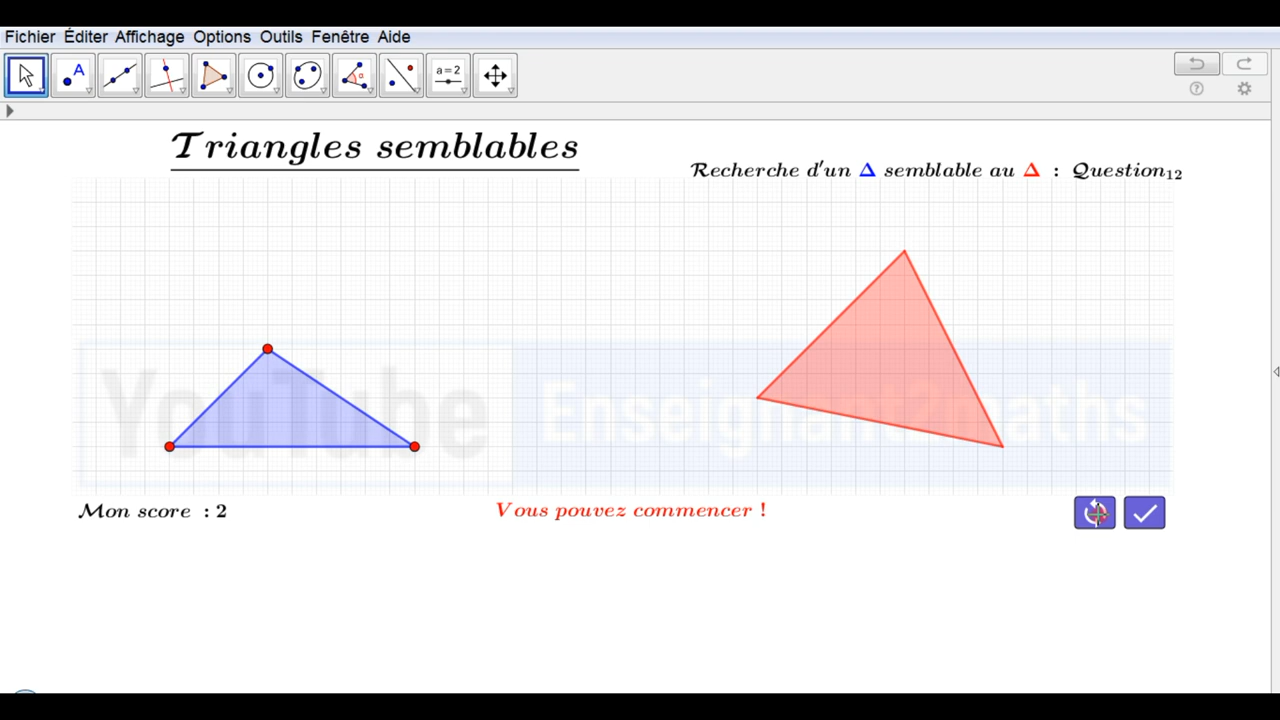 Fichier Éditer Affichage Options Outils Fenêtre Aide
A
α
a=2
Triangles semblables
Recherche d'un Δ semblable au Δ : Question12
YouTube Enseignant2maths
Mon score : 2
Vous pouvez commencer !